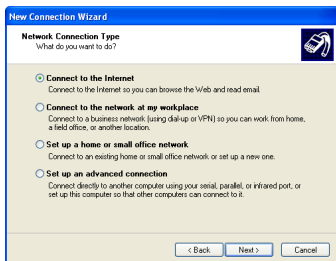 New Connection Wizard
Network Connection Type
What do you want to do?
Connect to the Internet
Connect to the Internet so you can browse the Web and read email.
Connect to the network at my workplace
Connect to a business network (using dial-up or VPN) so you can work from home,
a field office, or another location.
Set up a home or small office network
Connect to an existing home or small office network or set up a new one.
Set up an advanced connection
Connect directly to another computer using your serial, parallel, or infrared port, or
set up this computer so that other computers can connect to it.
< Back Next > Cancel